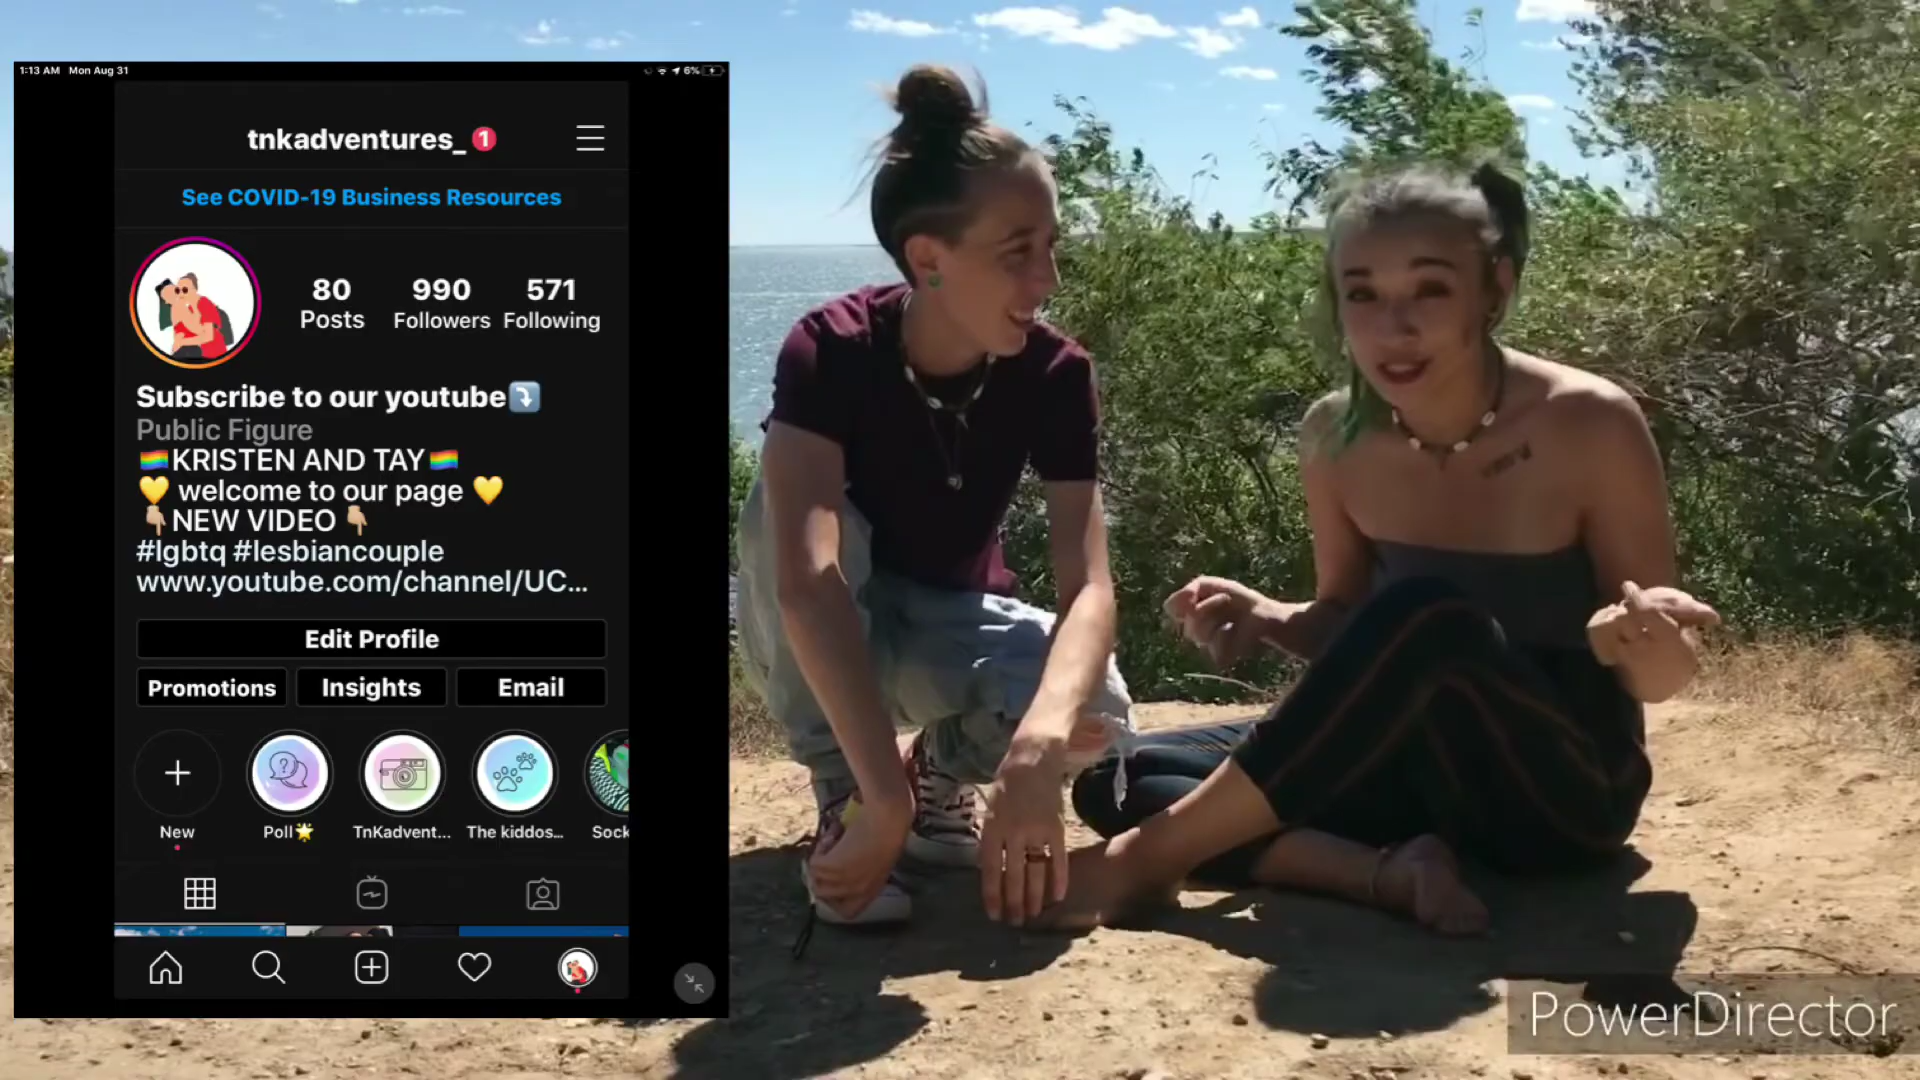 1:13 AM Mon Aug 31
6%
tnkadventures_ 1
See COVID-19 Business Resources
80
Posts
990
Followers
571
Following
Subscribe to our youtube⤵️
Public Figure
🏳️‍🌈KRISTEN AND TAY🏳️‍🌈
💛 welcome to our page 💛
👇🏼NEW VIDEO👇🏼
#lgbtq #lesbiancouple
www.youtube.com/channel/UC...
Edit Profile
Promotions
Insights
Email
New
Poll🌟
TnKadvent...
The kiddos...
Sock
PowerDirector